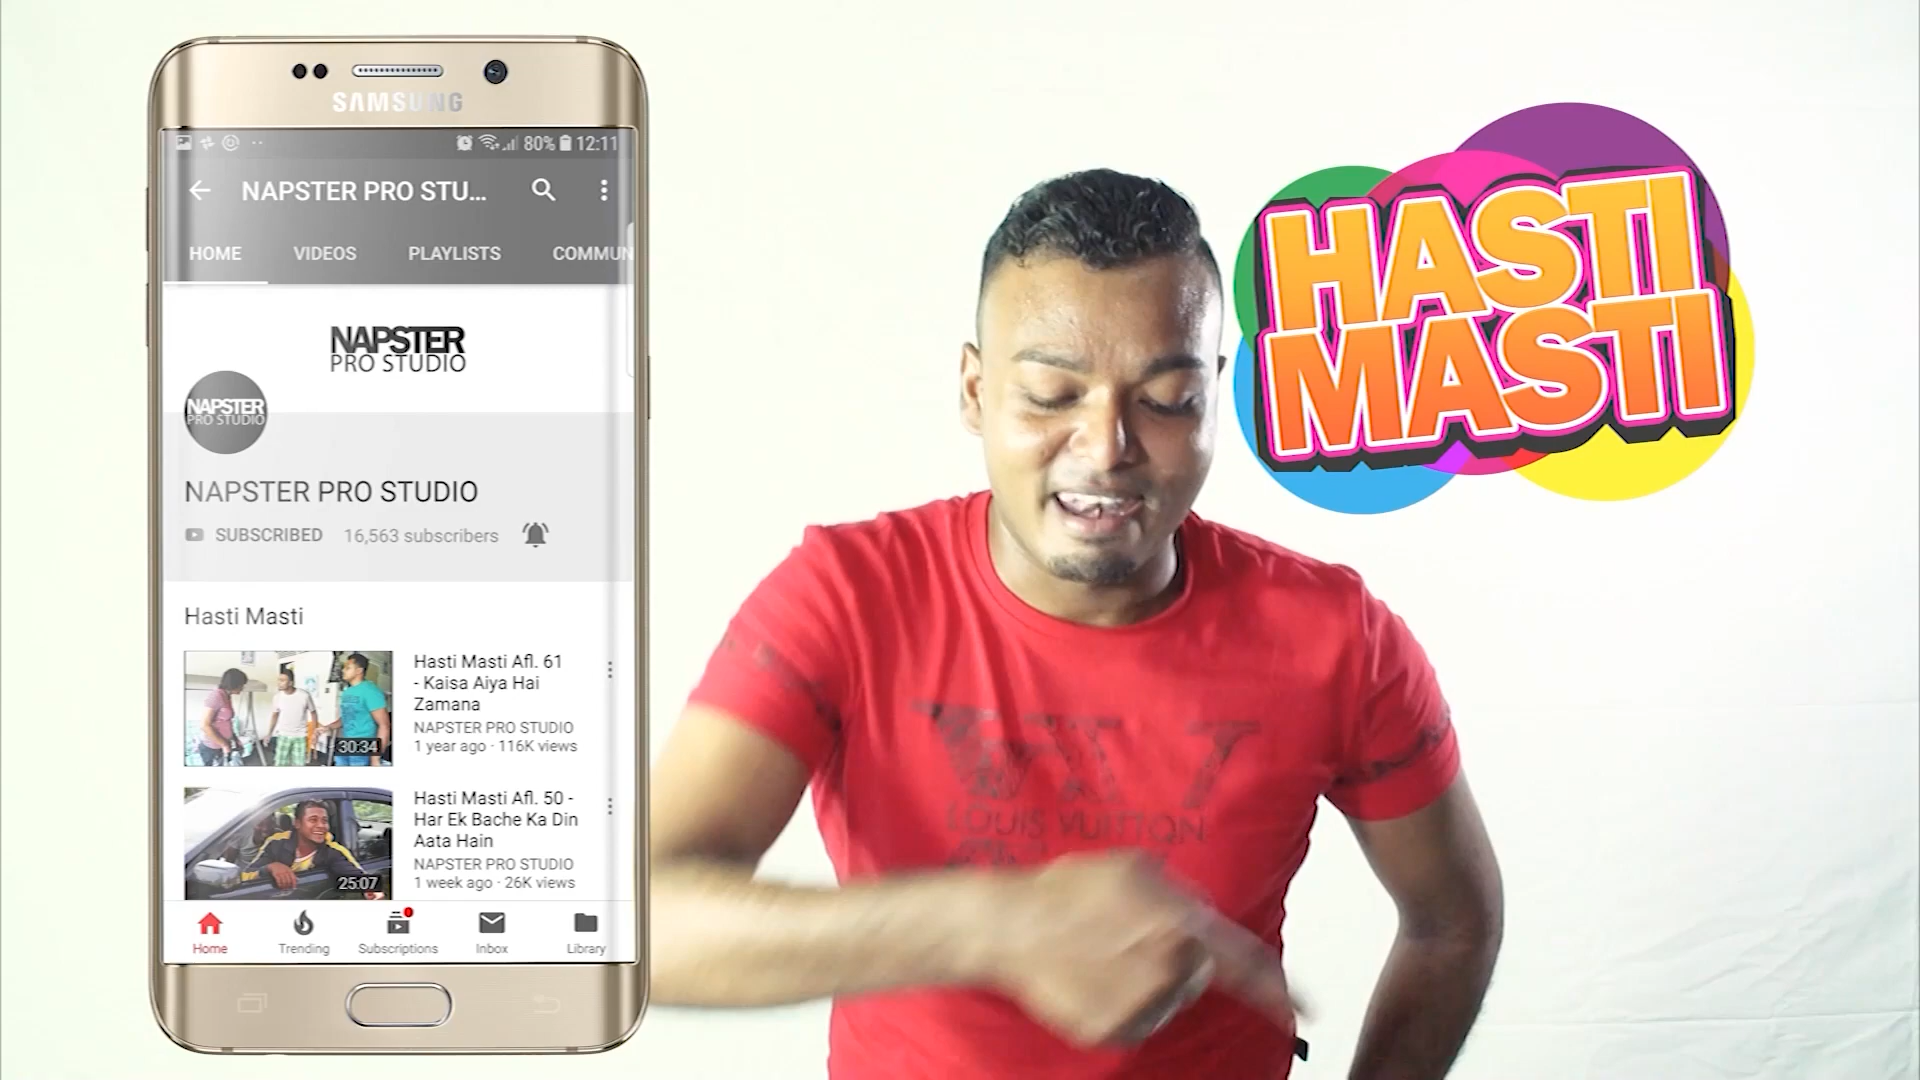 SAMSUNG
80% 12:11
NAPSTER PRO STU...
HOME VIDEOS PLAYLISTS COMMUN
NAPSTER
PRO STUDIO
NAPSTER
PRO STUDIO
NAPSTER PRO STUDIO
SUBSCRIBED 16,563 subscribers
Hasti Masti
Hasti Masti Afl. 61
- Kaisa Aiya Hai
Zamana
NAPSTER PRO STUDIO
1 year ago · 116K views
30:34
Hasti Masti Afl. 50 -
Har Ek Bache Ka Din
Aata Hain
NAPSTER PRO STUDIO
1 week ago · 26K views
25:07
Home Trending Subscriptions Inbox Library
HASTI
MASTI
LOUIS VUITTON